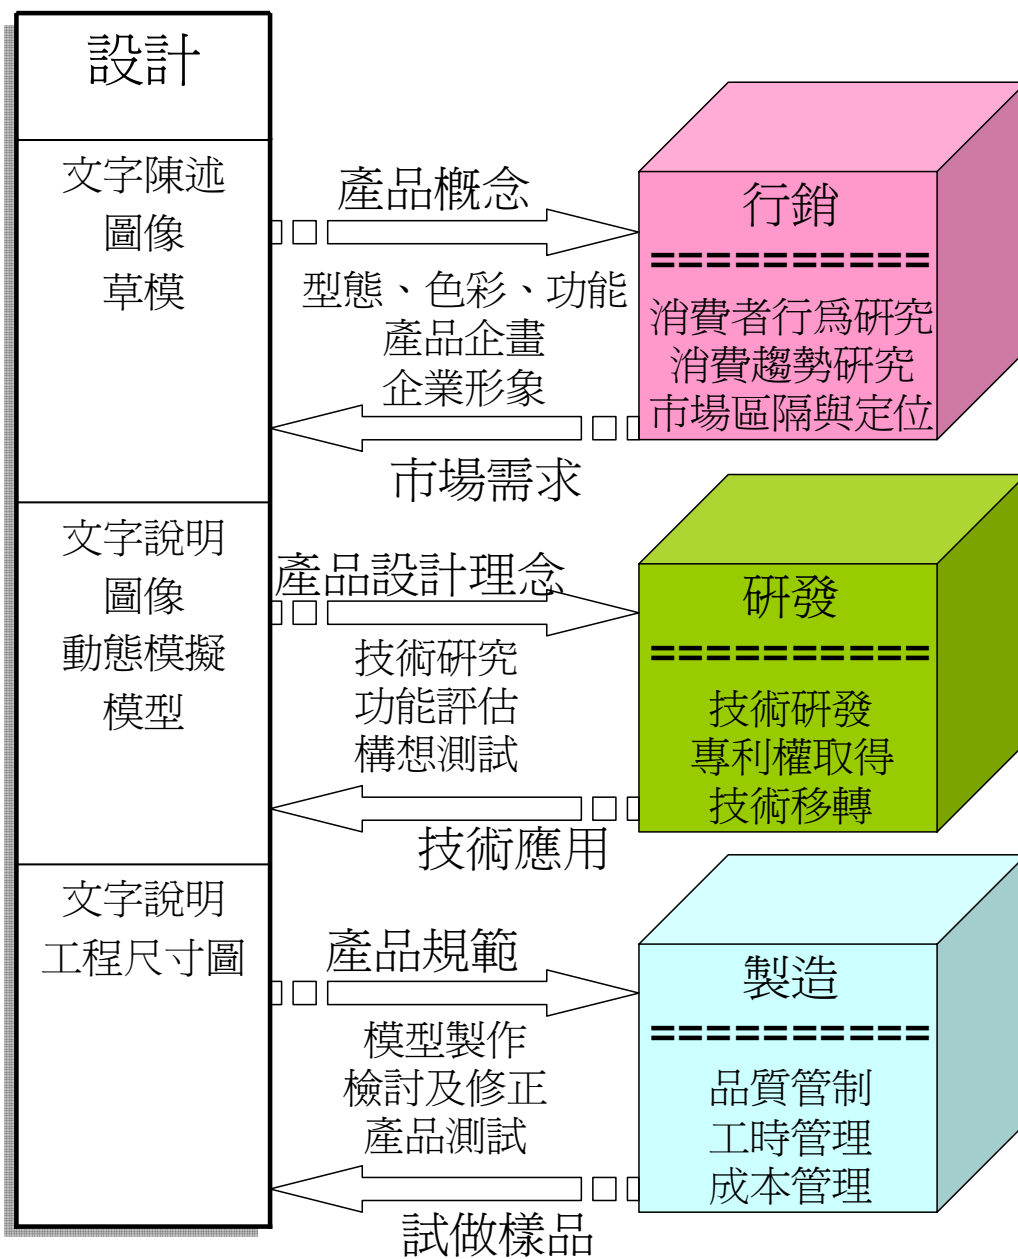 設計
文字陳述
圖像
草模
產品概念
型態、色彩、功能
產品企畫
企業形象
市場需求
行銷
==========
消費者行為研究
消費趨勢研究
市場區隔與定位
文字說明
圖像
動態模擬
模型
產品設計理念
技術研究
功能評估
構想測試
技術應用
研發
==========
技術研發
專利權取得
技術移轉
文字說明
工程尺寸圖
產品規範
模型製作
檢討及修正
產品測試
試做樣品
製造
==========
品質管制
工時管理
成本管理